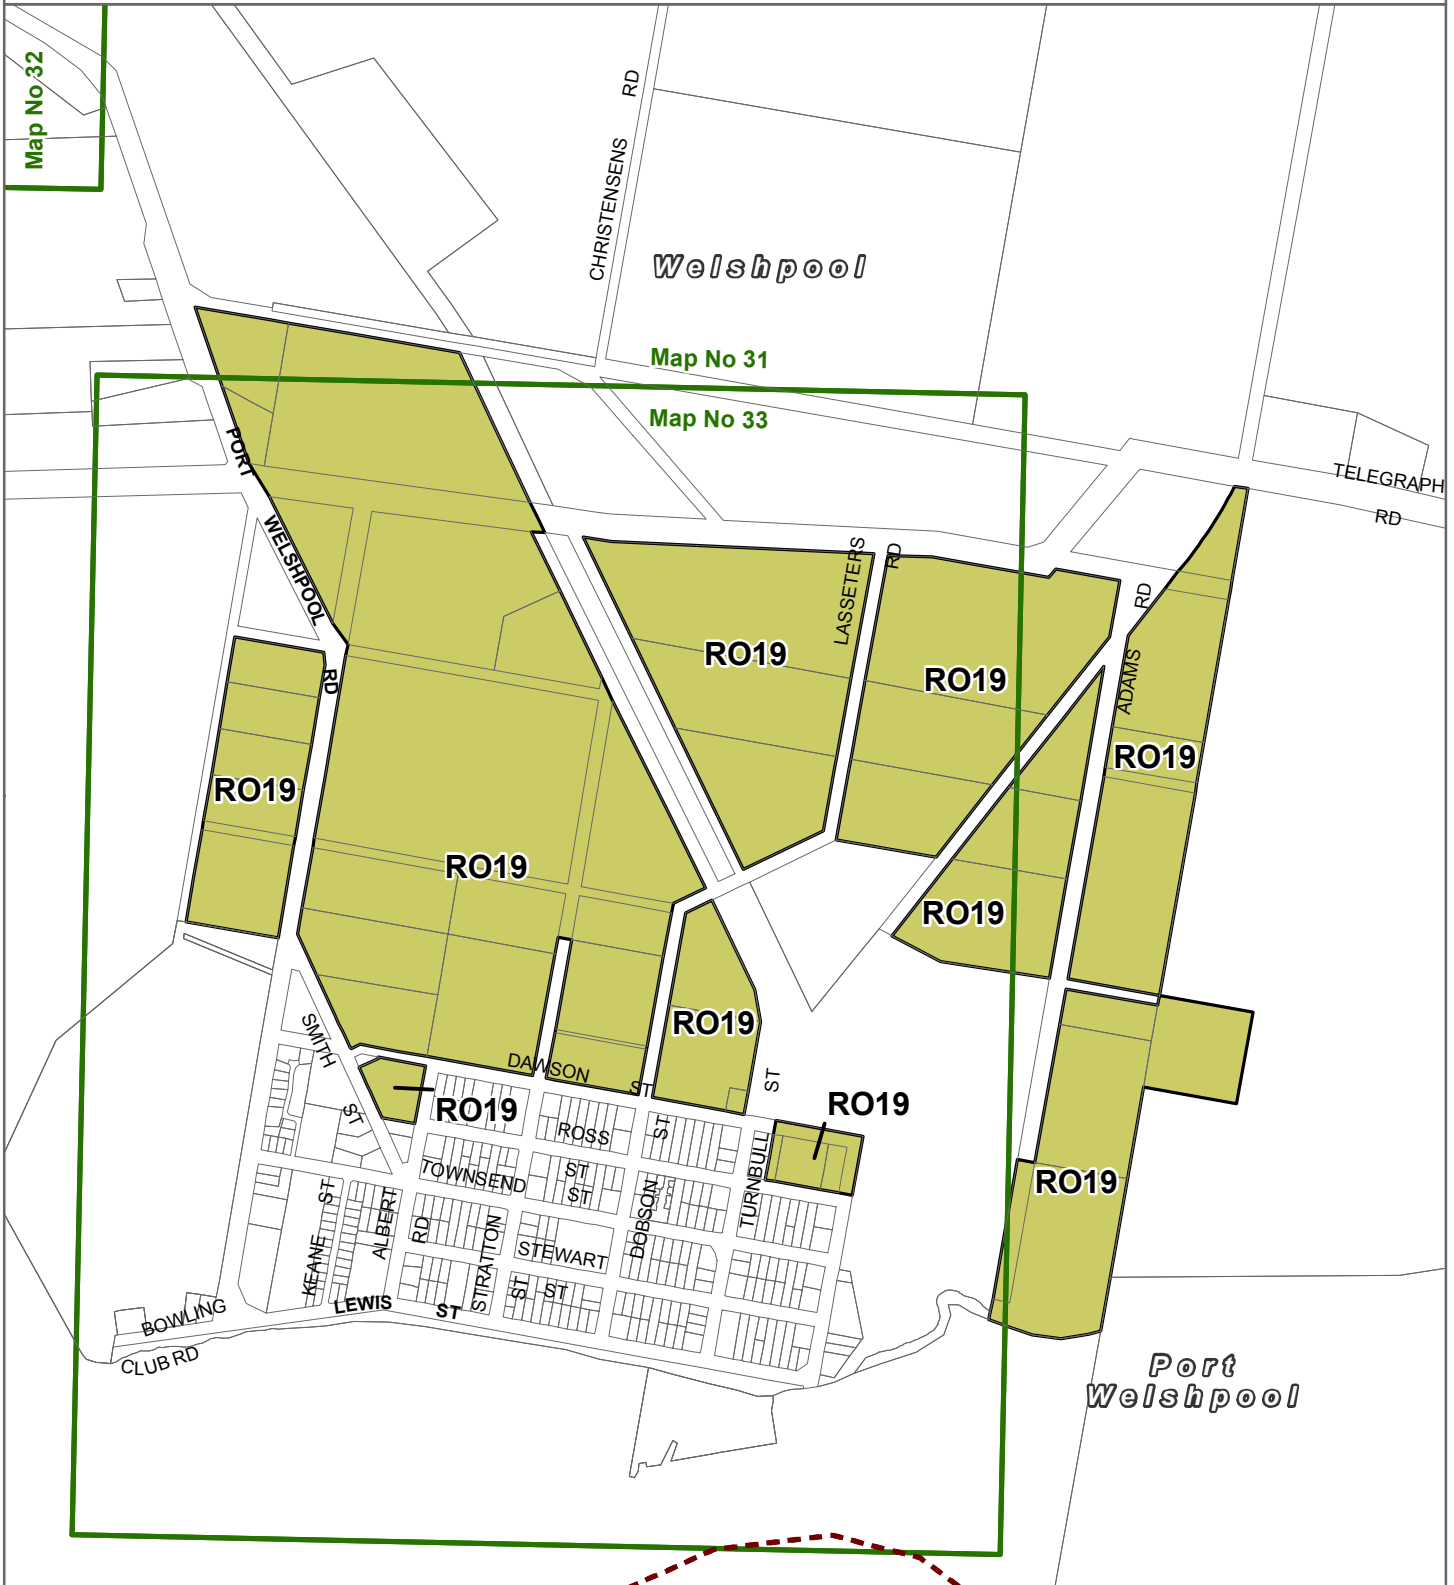 Map No 32
CHRISTENSENS
RD
Welshpool
Map No 31
Map No 33
TELEGRAPH
RD
PORT
WELSHPOOL
RD
LASSETERS
RD
RD
ADAMS
RO19
RO19
RO19
RO19
RO19
RO19
RO19
SMITH
ST
DAWSON
ST
ST
RO19
RO19
ROSS
ST
ST
TURNBULL
TOWNSEND
ST
RO19
KEANE
ST
ALBERT
RD
STRATTON
ST
DOBSON
STEWART
ST
LEWIS
ST
BOWLING
CLUB RD
Port
Welshpool